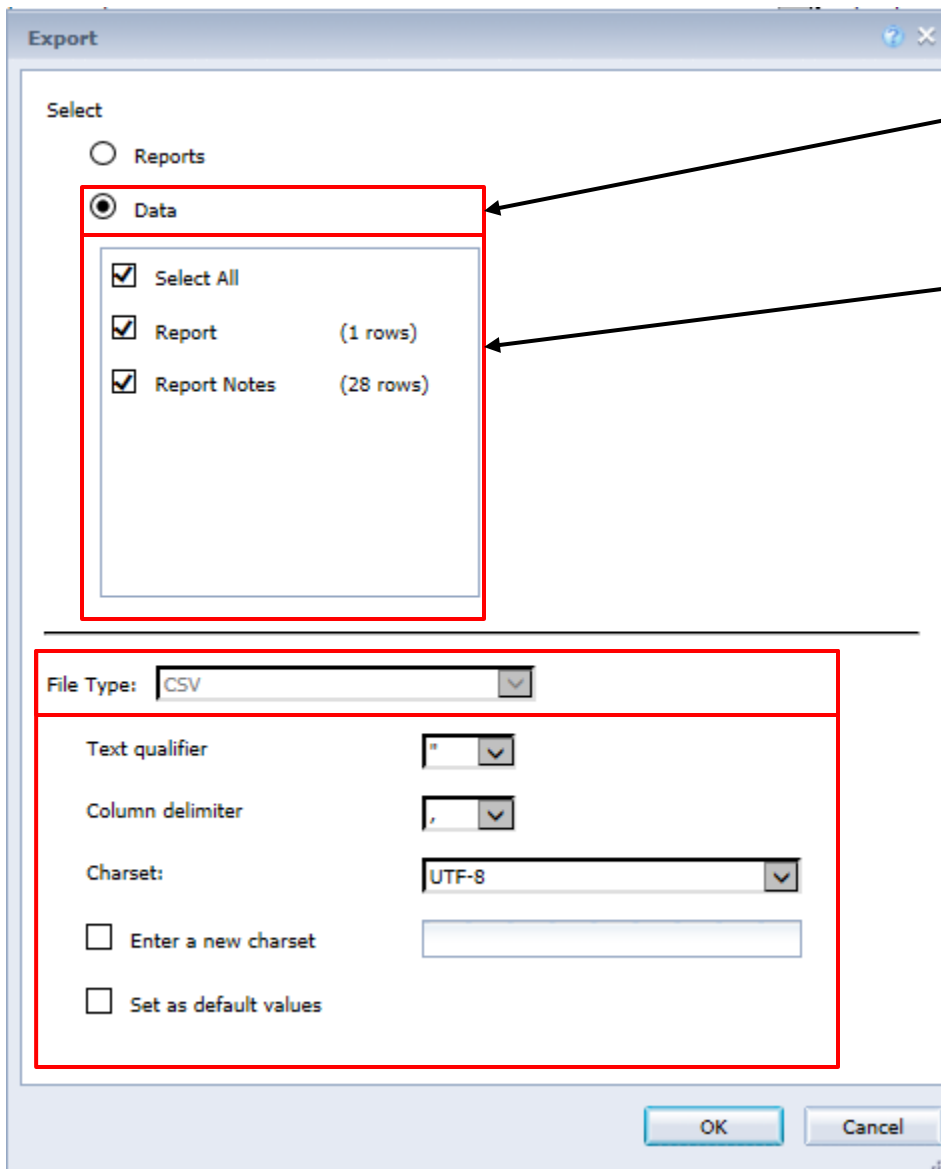 Export
Select
Reports
Data
Select All
Report (1 rows)
Report Notes (28 rows)
File Type: CSV
Text qualifier "
Column delimiter ,
Charset: UTF-8
Enter a new charset
Set as default values
OK Cancel